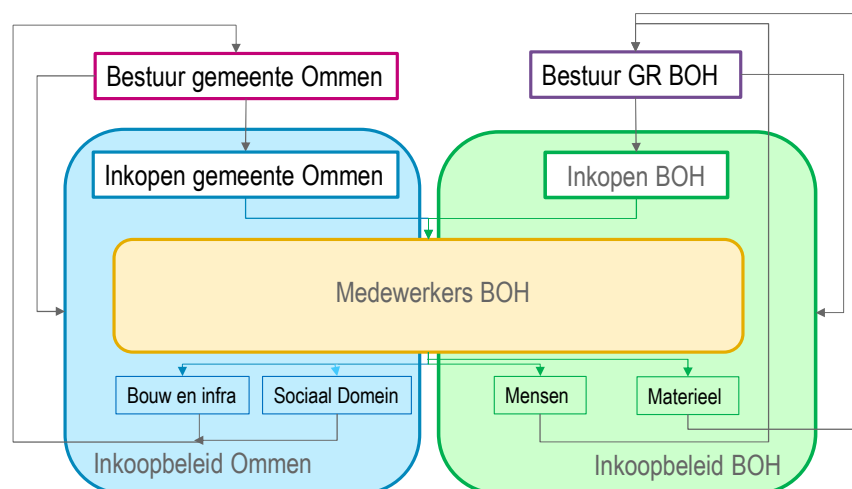 Bestuur gemeente Ommen
Bestuur GR BOH
Inkopen gemeente Ommen
Inkopen BOH
Medewerkers BOH
Bouw en infra
Sociaal Domein
Mensen
Materieel
Inkoopbeleid Ommen
Inkoopbeleid BOH